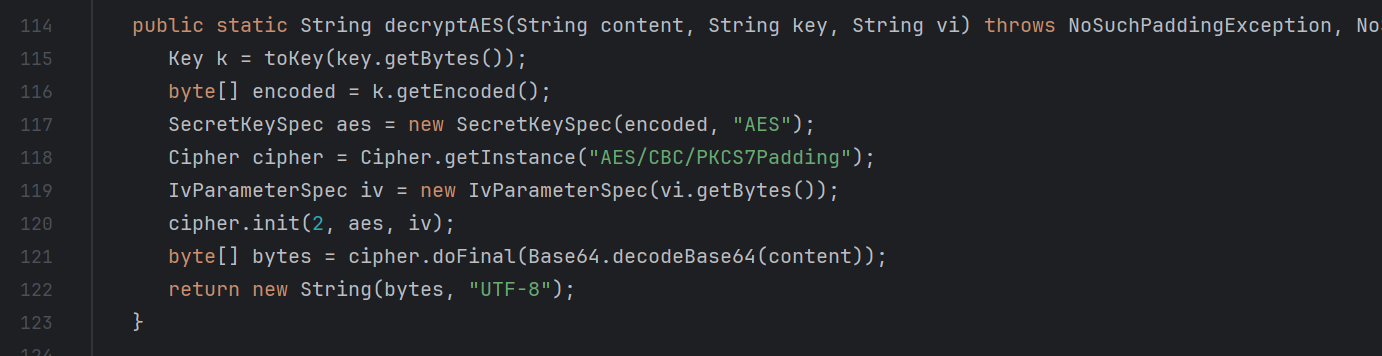 114 public static String decryptAES(String content, String key, String vi) throws NoSuchPaddingException, NoS
115 Key k = toKey(key.getBytes());
116 byte[] encoded = k.getEncoded();
117 SecretKeySpec aes = new SecretKeySpec(encoded, "AES");
118 Cipher cipher = Cipher.getInstance("AES/CBC/PKCS7Padding");
119 IvParameterSpec iv = new IvParameterSpec(vi.getBytes());
120 cipher.init(2, aes, iv);
121 byte[] bytes = cipher.doFinal(Base64.decodeBase64(content));
122 return new String(bytes, "UTF-8");
123 }
124